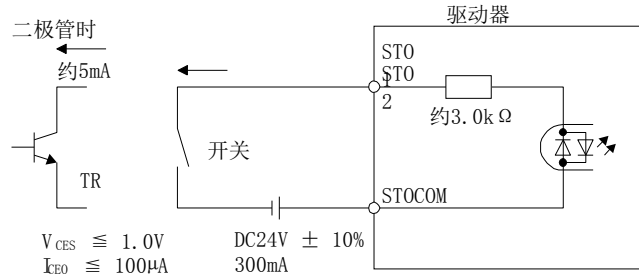 二极管时
驱动器
约5mA
STO
STO
1
2
约3.0kΩ
开关
TR
STOCOM
VCES ≦ 1.0V
ICEO ≦ 100μA
DC24V ± 10%
300mA